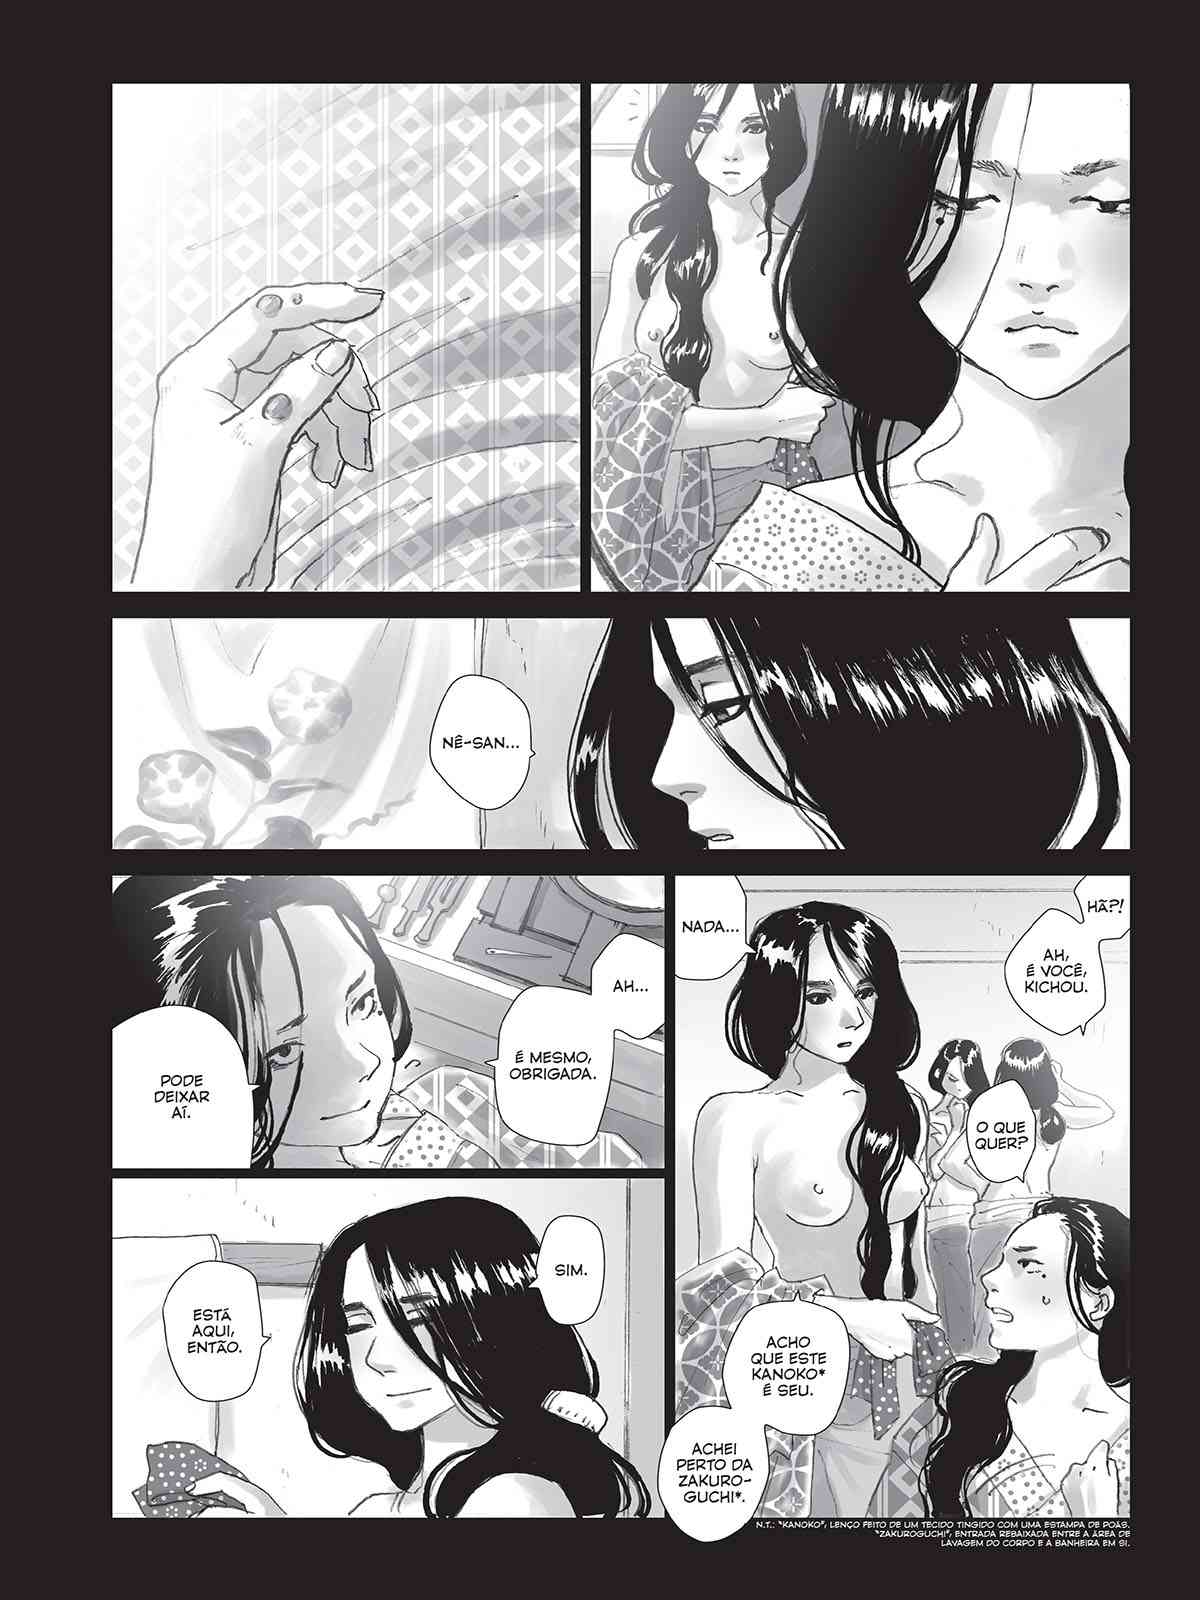 NÊ-SAN...
HÃ?!
AH,
É VOCÊ,
KICHOU.
NADA...
O QUE
QUER?
ACHO
QUE ESTE
KANOKO*
É SEU.
ACHEI
PERTO DA
ZAKURO-
GUCHI*.
AH...
É MESMO,
OBRIGADA.
PODE
DEIXAR
AÍ.
SIM.
ESTÁ
AQUI,
ENTÃO.
N.T.: "KANOKO", LENÇO FEITO DE UM TECIDO TINGIDO COM UMA ESTAMPA DE POÁS.
"ZAKUROGUCHI", ENTRADA REBAIXADA ENTRE A ÁREA DE
LAVAGEM DO CORPO E A BANHEIRA EM SI.